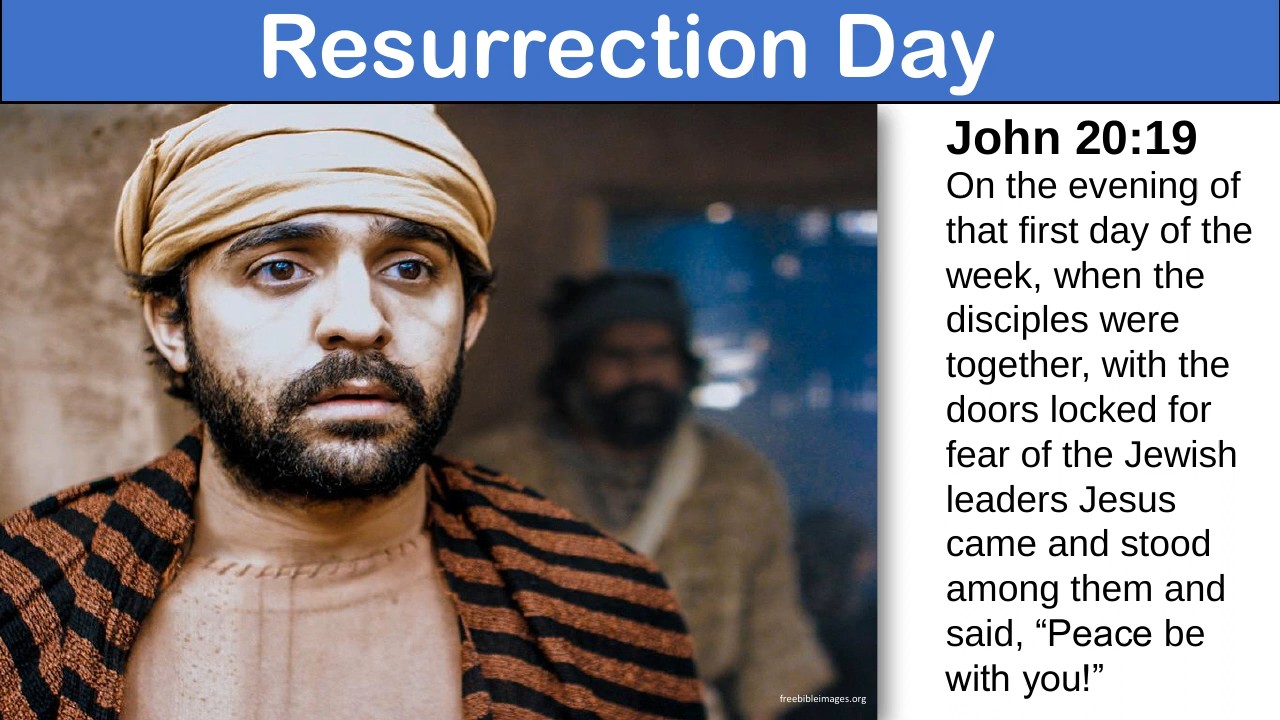 Resurrection Day
John 20:19
On the evening of
that first day of the
week, when the
disciples were
together, with the
doors locked for
fear of the Jewish
leaders Jesus
came and stood
among them and
said, “Peace be
with you!”
freebibleimages.org